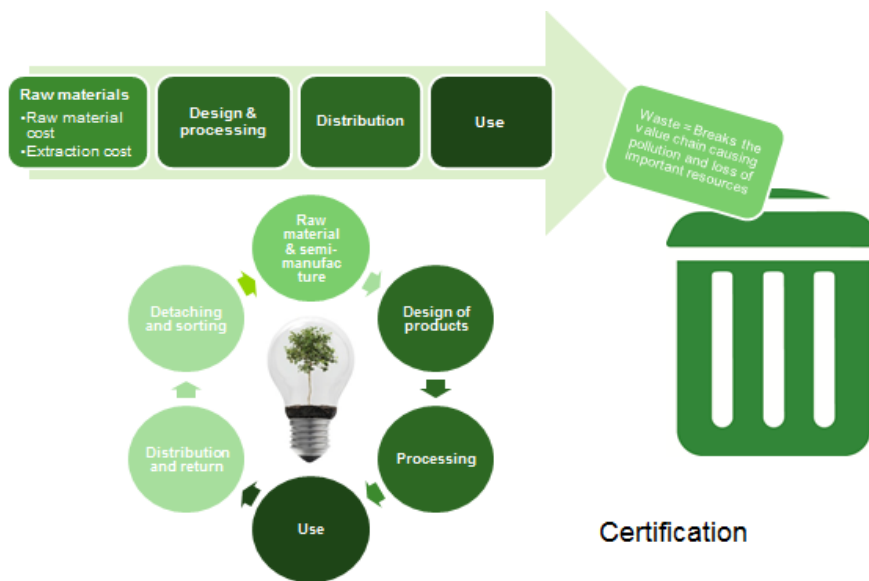 Raw materials
•Raw material
cost
•Extraction cost
Design &
processing
Distribution
Use
Waste = Breaks the
value chain causing
pollution and loss of
important resources
Raw
material
& semi-
manufac
ture
Design of
products
Processing
Use
Distribution
and return
Detaching
and sorting
Certification